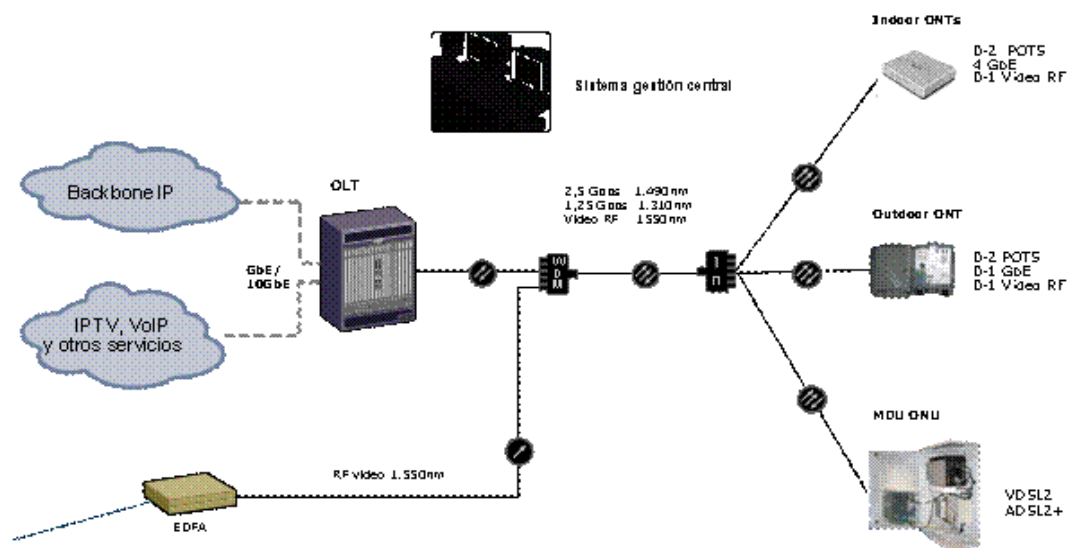 Indoor ONTs
0-2 POTS
4 GbE
0-1 Video RF
Sistema gestión central
Backbone IP
OLT
2,5 Gbps 1.490nm
1,25 Gbps 1.310nm
Video RF 1550nm
Outdoor ONT
0-2 POTS
0-1 GbE
0-1 Video RF
GbE /
10GbE
WDM
1:n
IPTV, VoIP
y otros servicios
MDU ONU
RF video 1.550nm
EDFA
VDSL2
ADSL2+